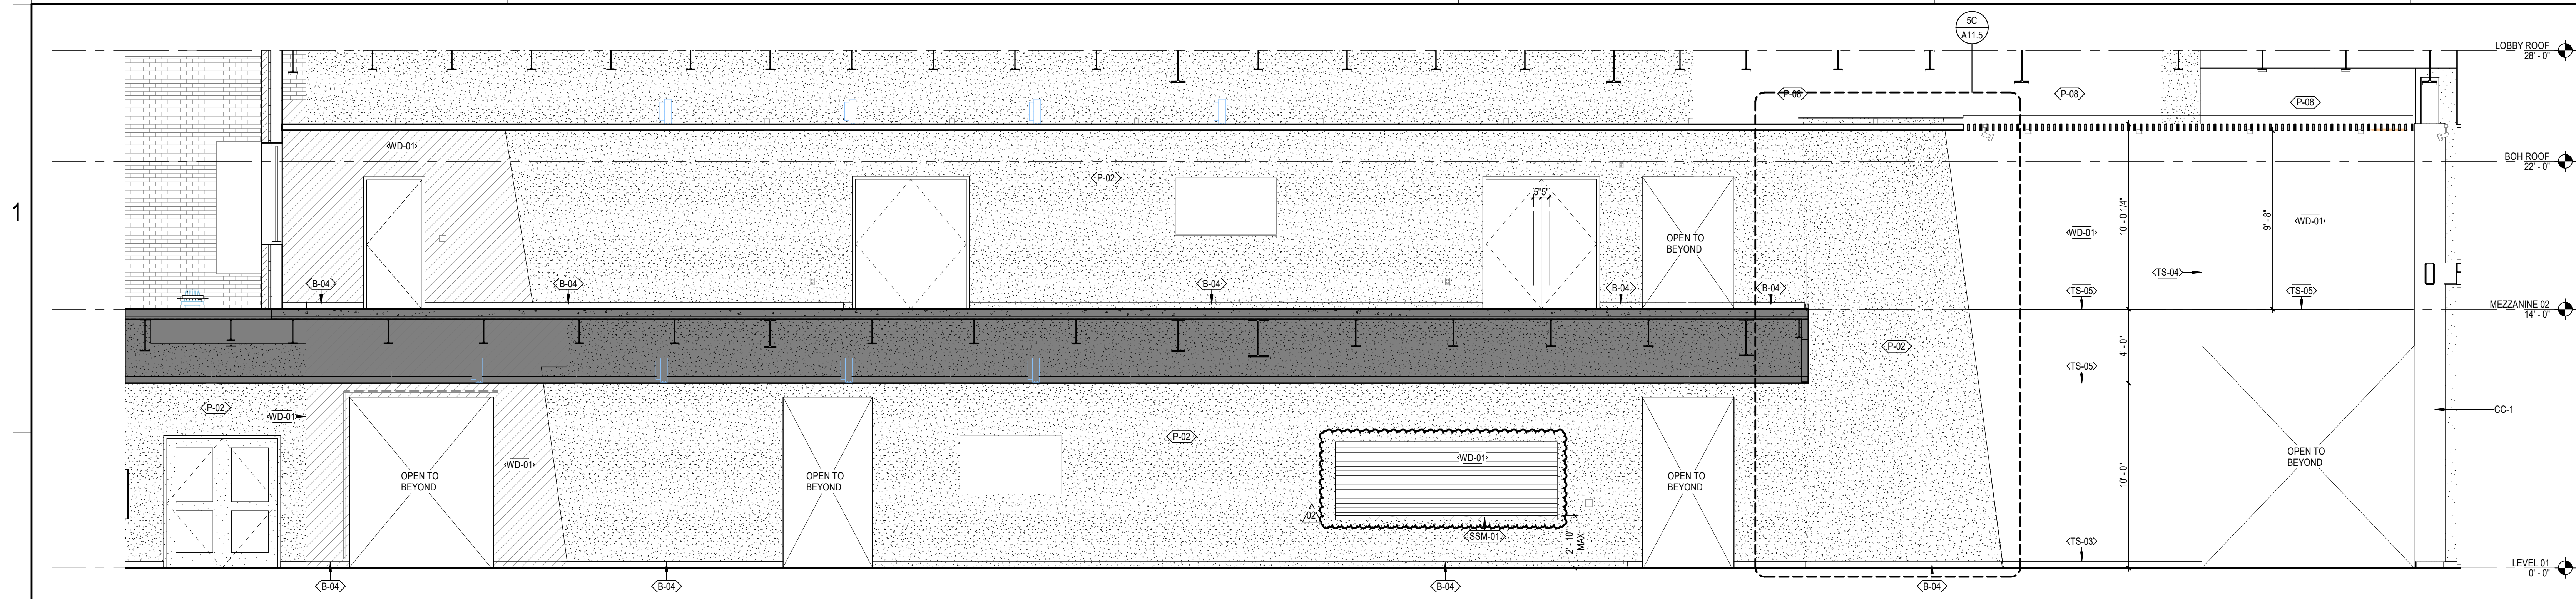 5C
A11.5
LOBBY ROOF
28' - 0"
P-08
P-08
P-08
WD-01
BOH ROOF
22' - 0"
P-02
5"
5"
10' - 0 1/4"
9' - 8"
WD-01
WD-01
OPEN TO
BEYOND
TS-04
B-04
B-04
B-04
B-04
B-04
TS-05
TS-05
MEZZANINE 02
14' - 0"
P-02
4' - 0"
TS-05
P-02
WD-01
CC-1
P-02
WD-01
WD-01
OPEN TO
BEYOND
OPEN TO
BEYOND
OPEN TO
BEYOND
OPEN TO
BEYOND
10' - 0"
02
SSM-01
2' - 10"
MAX.
TS-03
LEVEL 01
0' - 0"
B-04
B-04
B-04
B-04
1